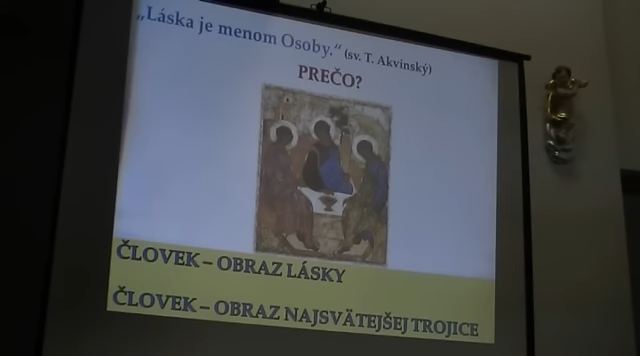 „Láska je menom Osoby.“ (sv. T. Akvinský)
PREČO?
ČLOVEK – OBRAZ LÁSKY
ČLOVEK – OBRAZ NAJSVÄTEJŠEJ TROJICE